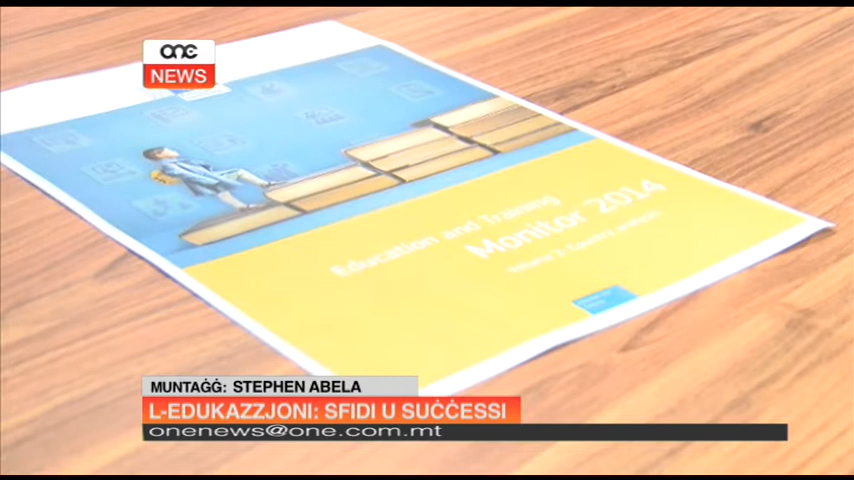 one
NEWS
Education and Training
Monitor 2014
MUNTAĠĠ: STEPHEN ABELA
L-EDUKAZZJONI: SFIDI U SUĊĊESSI
onenews@one.com.mt